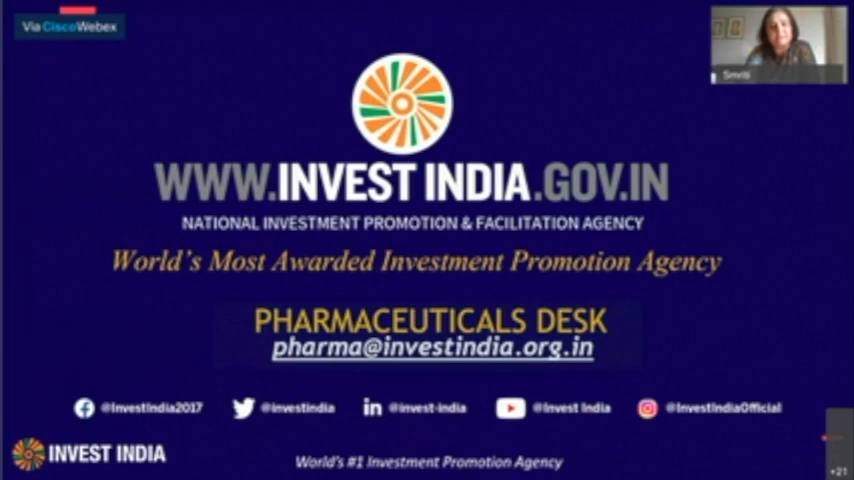 Via CiscoWebex
Smriti
WWW.INVEST INDIA.GOV.IN
NATIONAL INVESTMENT PROMOTION & FACILITATION AGENCY
World's Most Awarded Investment Promotion Agency
PHARMACEUTICALS DESK
pharma@investindia.org.in
@InvestIndia2017 @investindia @invest-india @Invest India @InvestIndiaOfficial
INVEST INDIA
World's #1 Investment Promotion Agency
+21